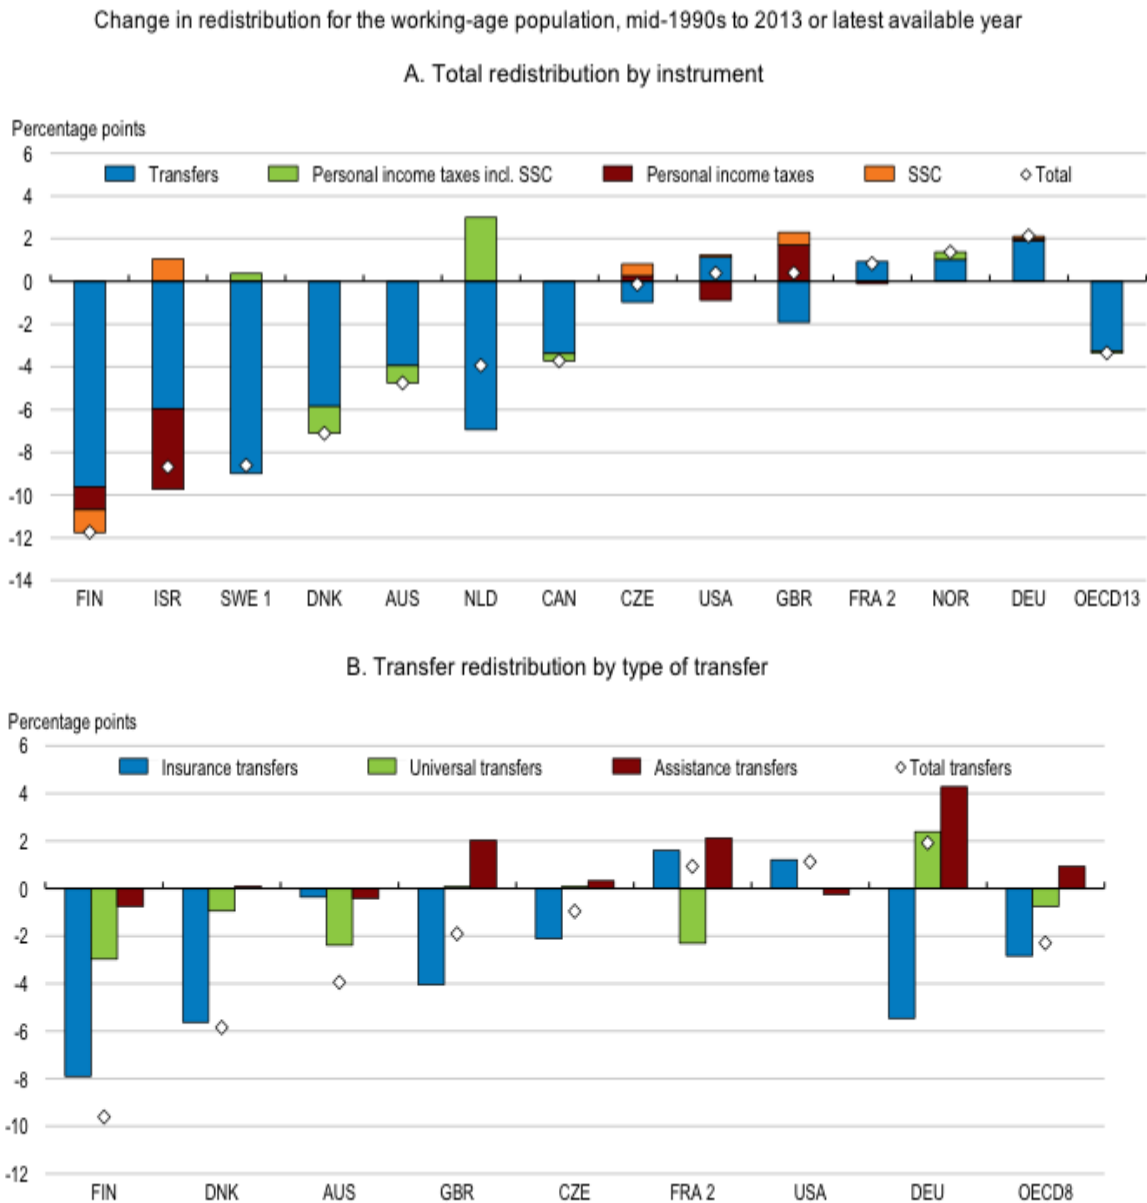 Change in redistribution for the working-age population, mid-1990s to 2013 or latest available year
A. Total redistribution by instrument
Percentage points
6
Transfers Personal income taxes incl. SSC Personal income taxes SSC Total
4
2
0
-2
-4
-6
-8
-10
-12
-14
FIN ISR SWE 1 DNK AUS NLD CAN CZE USA GBR FRA 2 NOR DEU OECD13
B. Transfer redistribution by type of transfer
Percentage points
6
Insurance transfers Universal transfers Assistance transfers Total transfers
4
2
0
-2
-4
-6
-8
-10
-12
FIN DNK AUS GBR CZE FRA 2 USA DEU OECD8